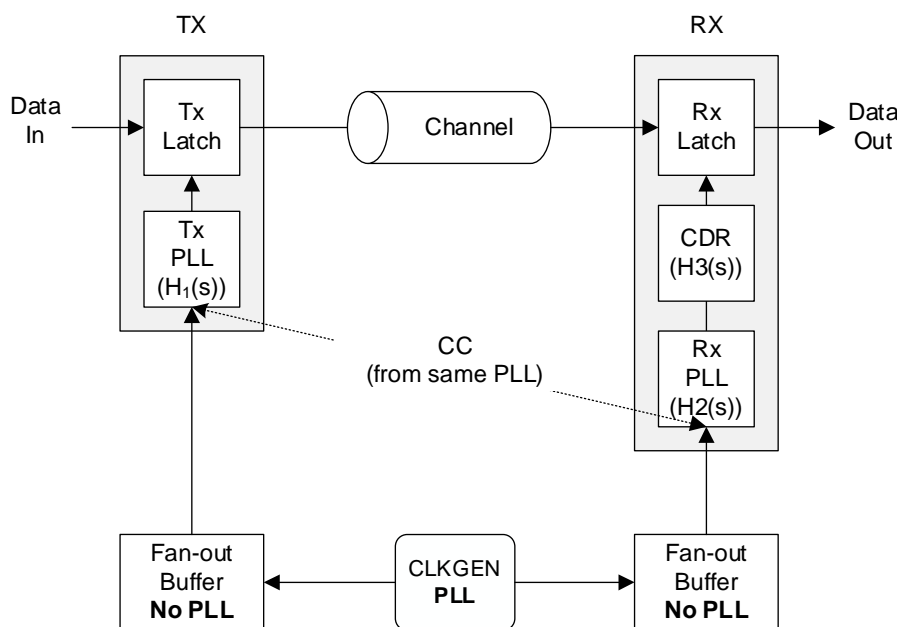 TX
RX
Data
In
Tx
Latch
Channel
Rx
Latch
Data
Out
Tx
PLL
(H₁(s))
CDR
(H3(s))
CC
(from same PLL)
Rx
PLL
(H2(s))
Fan-out
Buffer
No PLL
CLKGEN
PLL
Fan-out
Buffer
No PLL